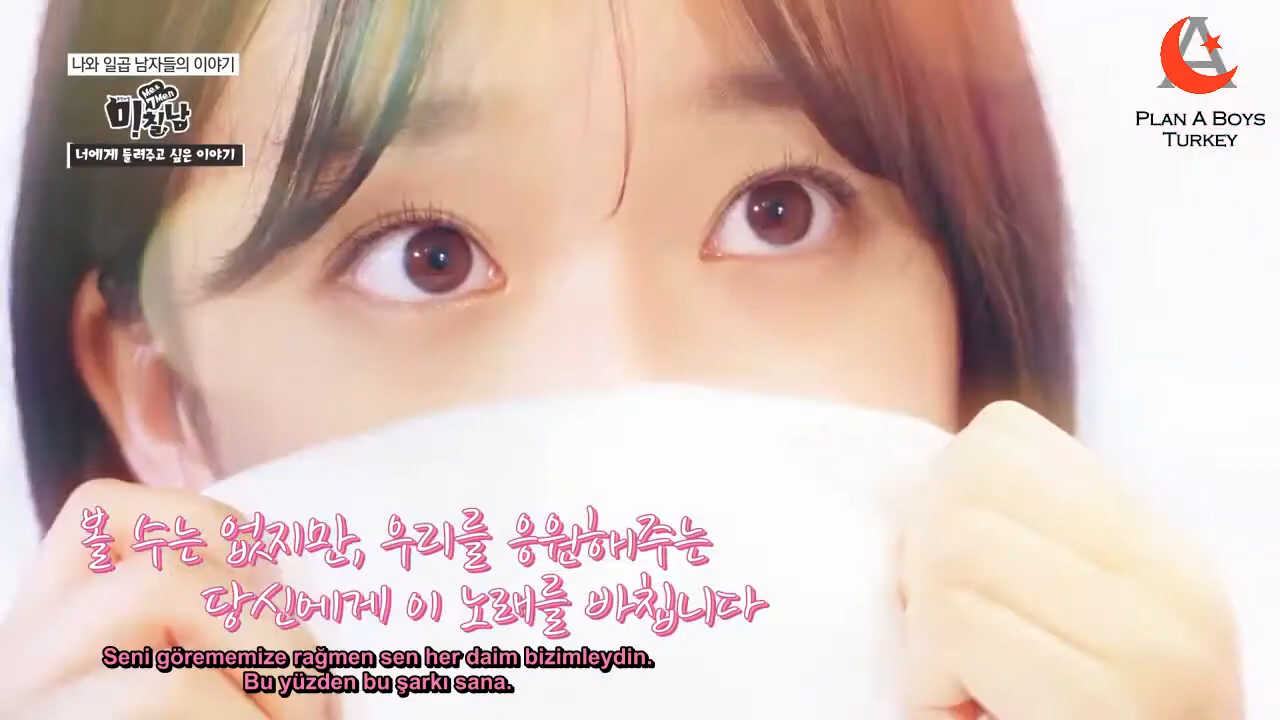 나와 일곱 남자들의 이야기
Me& 7Men
미칠남
너에게 들려주고 싶은 이야기
A
PLAN A BOYS
TURKEY
볼 수는 없지만, 우리를 응원해주는
당신에게 이 노래를 바칩니다
Seni görememize rağmen sen her daim bizimleydin.
Bu yüzden bu şarkı sana.